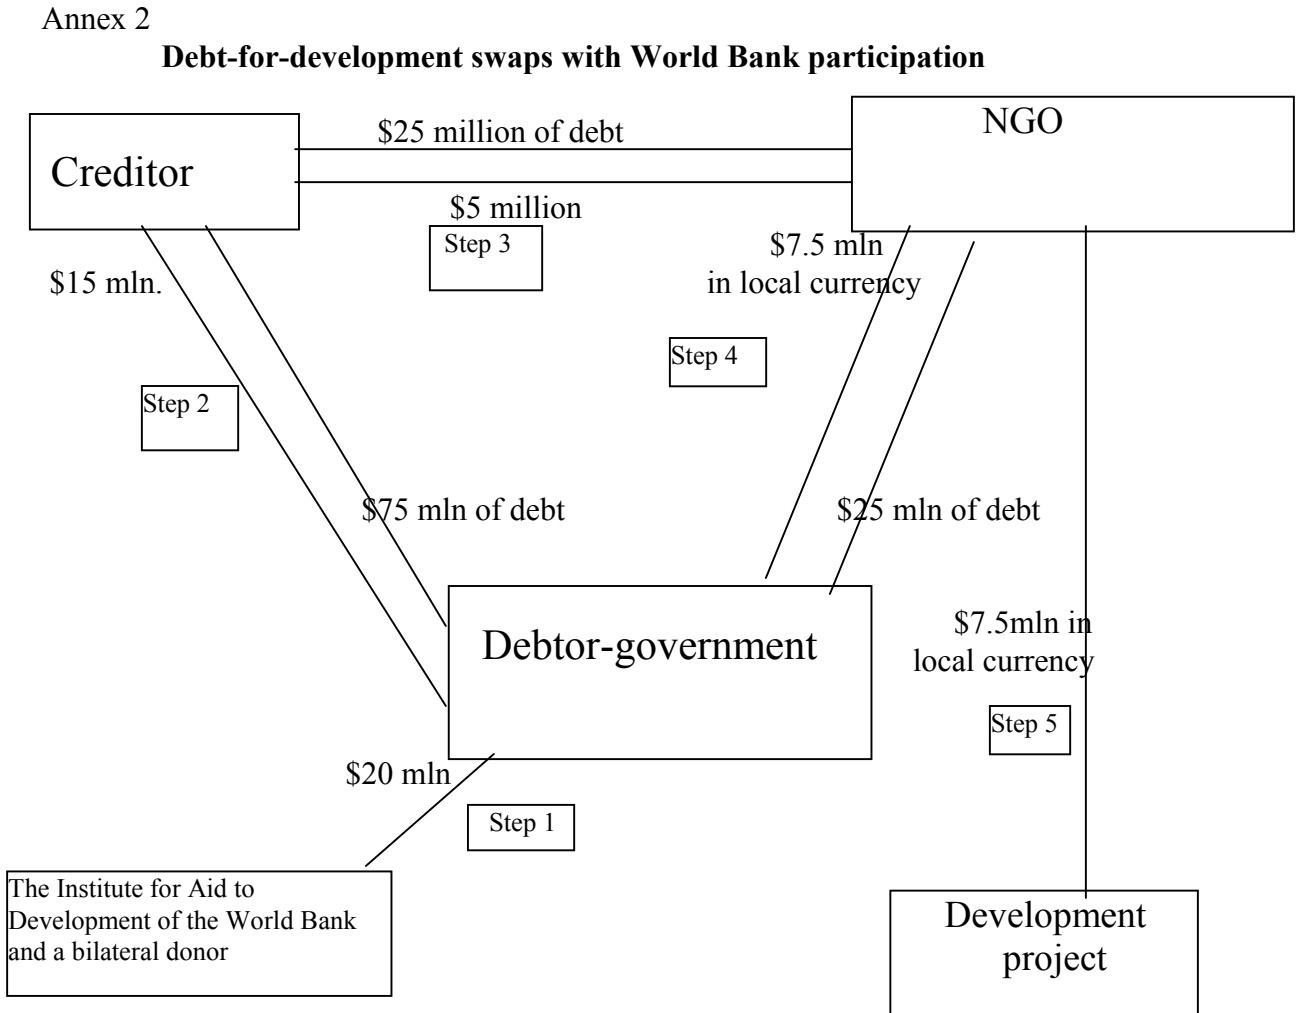 Annex 2
Debt-for-development swaps with World Bank participation
Creditor
$25 million of debt
NGO
$5 million
Step 3
$15 mln.
$7.5 mln
in local currency
Step 4
Step 2
$75 mln of debt
$25 mln of debt
Debtor-government
$7.5mln in
local currency
Step 5
$20 mln
Step 1
The Institute for Aid to
Development of the World Bank
and a bilateral donor
Development
project